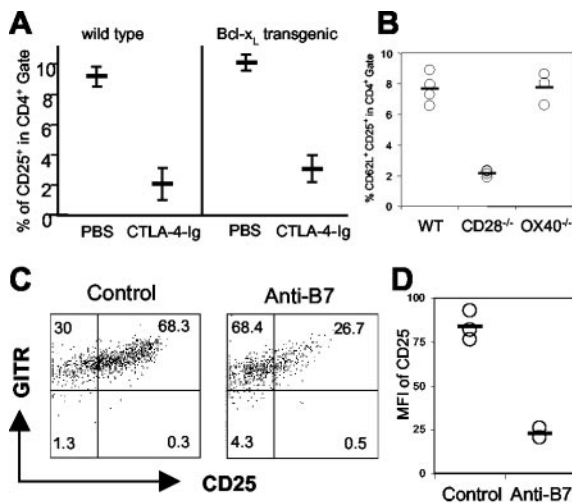 A
wild type
Bcl-xL transgenic
% of CD25+ in CD4+ Gate
10
8
6
4
2
0
PBS CTLA-4-Ig
PBS CTLA-4-Ig
B
% CD62L+ CD25+ in CD4+ Gate
10
8
6
4
2
0
WT CD28-/- OX40-/-
C
Control
Anti-B7
30 68.3
1.3 0.3
68.4 26.7
4.3 0.5
GITR
CD25
D
MFI of CD25
100
75
50
25
0
Control Anti-B7